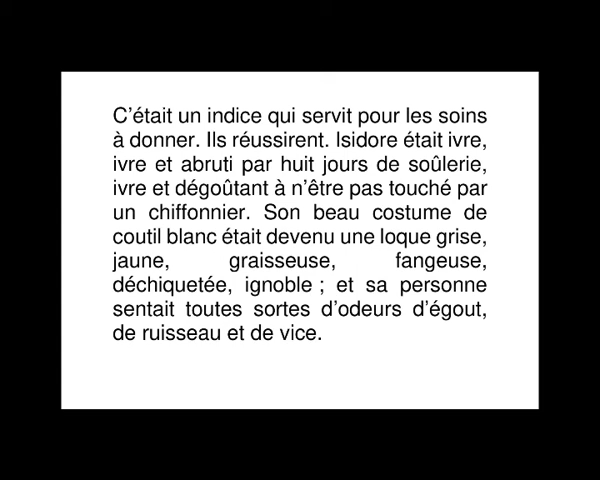 C’était un indice qui servit pour les soins
à donner. Ils réussirent. Isidore était ivre,
ivre et abruti par huit jours de soûlerie,
ivre et dégoûtant à n’être pas touché par
un chiffonnier. Son beau costume de
coutil blanc était devenu une loque grise,
jaune, graisseuse, fangeuse,
déchiquetée, ignoble ; et sa personne
sentait toutes sortes d’odeurs d’égout,
de ruisseau et de vice.